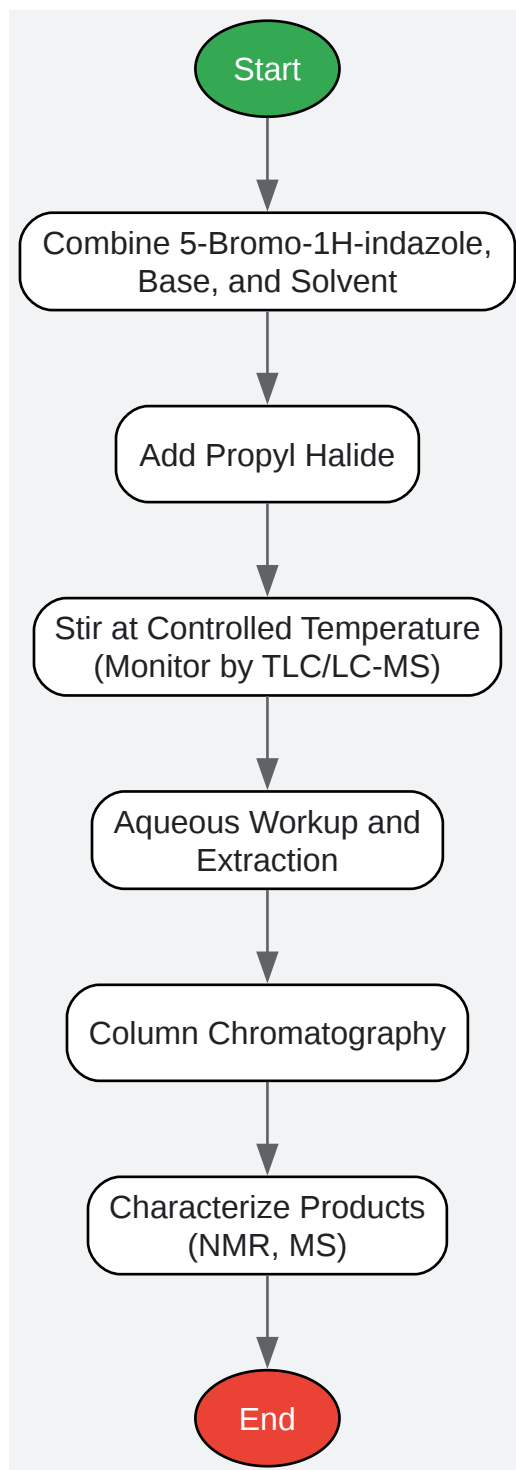 Start
Combine 5-Bromo-1H-indazole,
Base, and Solvent
Add Propyl Halide
Stir at Controlled Temperature
(Monitor by TLC/LC-MS)
Aqueous Workup and
Extraction
Column Chromatography
Characterize Products
(NMR, MS)
End